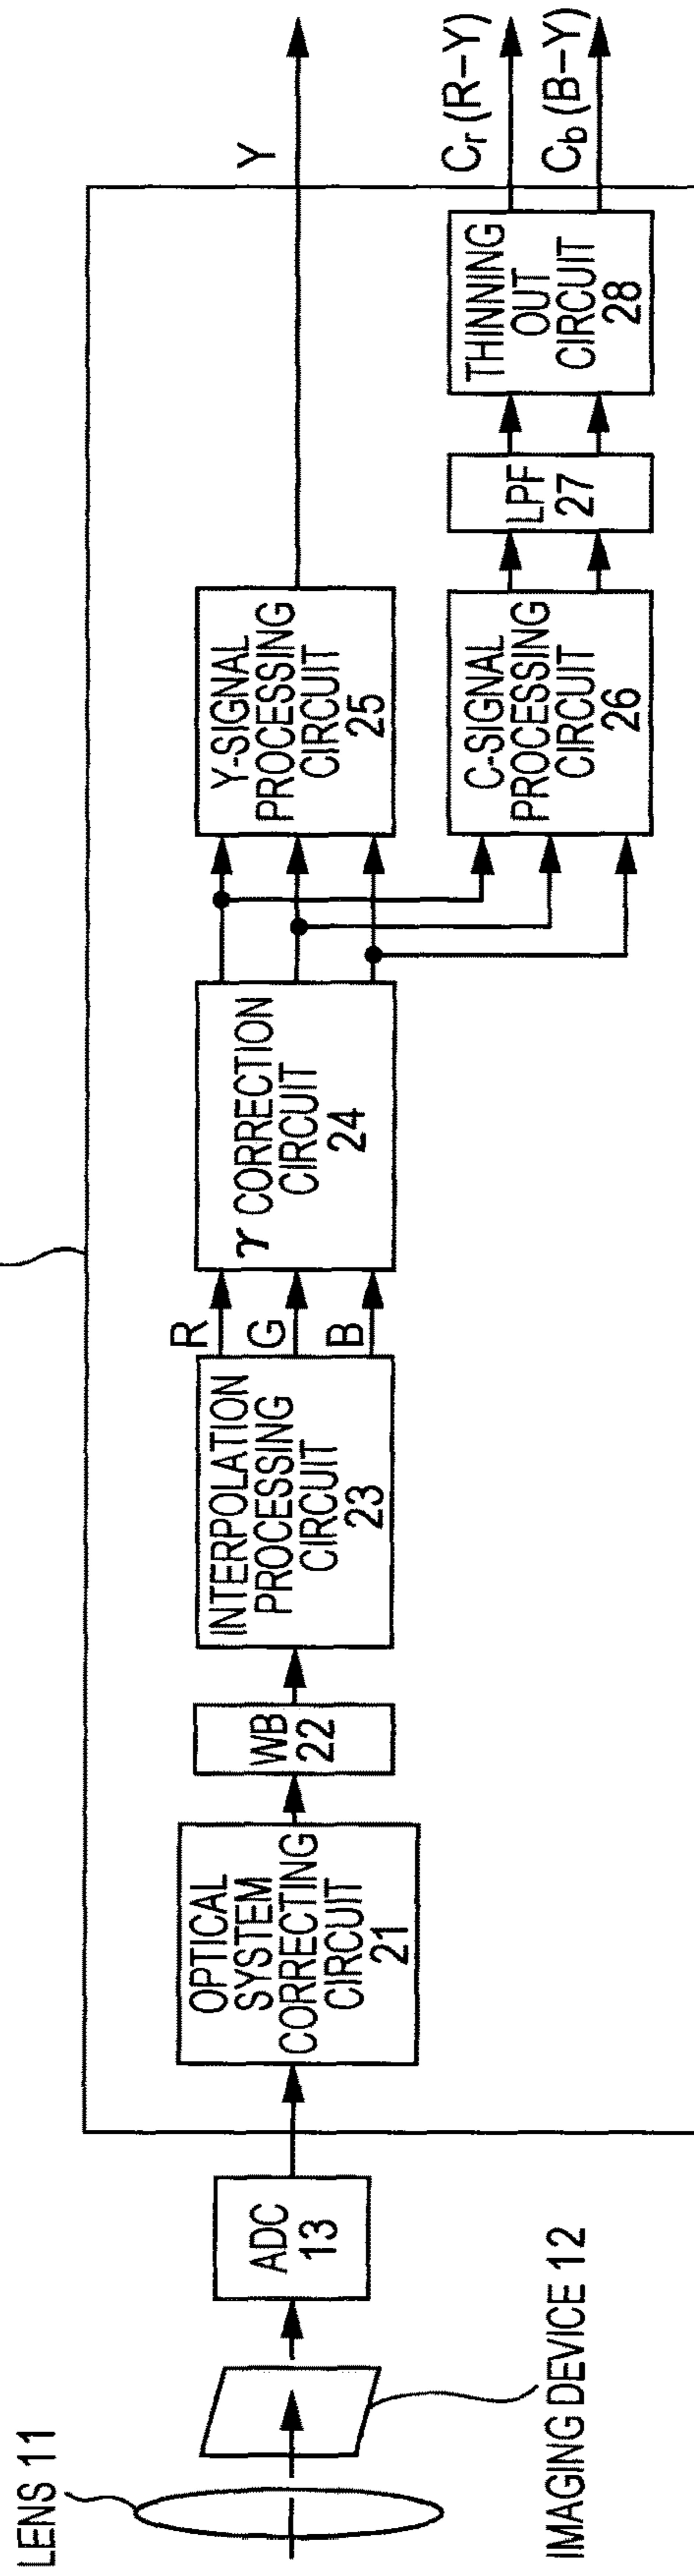 LENS 11
IMAGING DEVICE 12
ADC
13
OPTICAL
SYSTEM
CORRECTING
CIRCUIT
21
WB
22
INTERPOLATION
PROCESSING
CIRCUIT
23
R
G
B
γ CORRECTION
CIRCUIT
24
Y-SIGNAL
PROCESSING
CIRCUIT
25
C-SIGNAL
PROCESSING
CIRCUIT
26
LPF
27
THINNING
OUT
CIRCUIT
28
Y
Cr (R−Y)
Cb (B−Y)